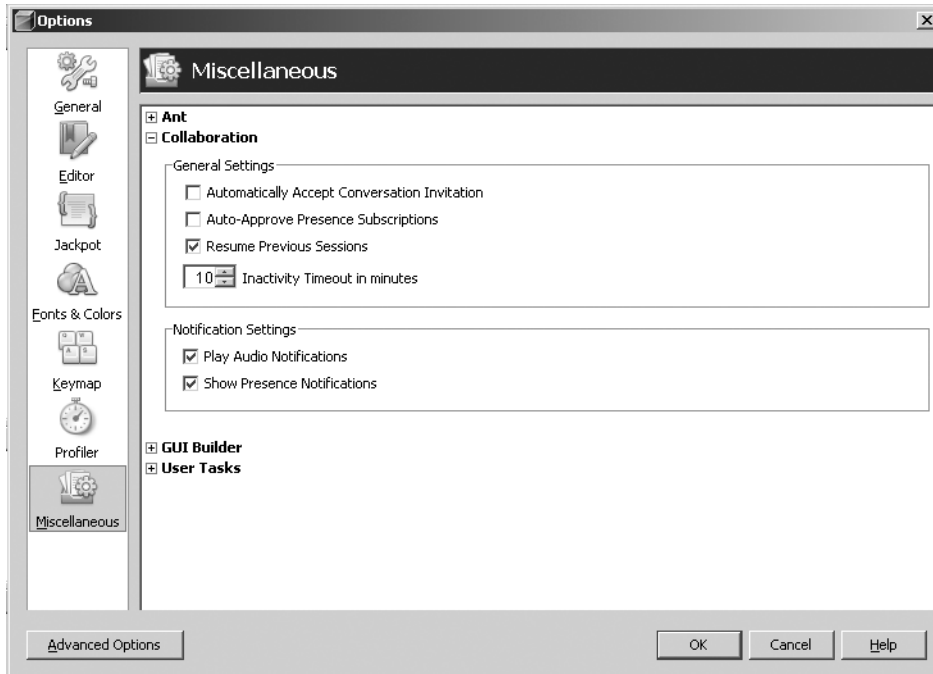 Options
General
Editor
Jackpot
Fonts & Colors
Keymap
Profiler
Miscellaneous
Miscellaneous
Ant
Collaboration
General Settings
Automatically Accept Conversation Invitation
Auto-Approve Presence Subscriptions
Resume Previous Sessions
10 Inactivity Timeout in minutes
Notification Settings
Play Audio Notifications
Show Presence Notifications
GUI Builder
User Tasks
Advanced Options
OK Cancel Help